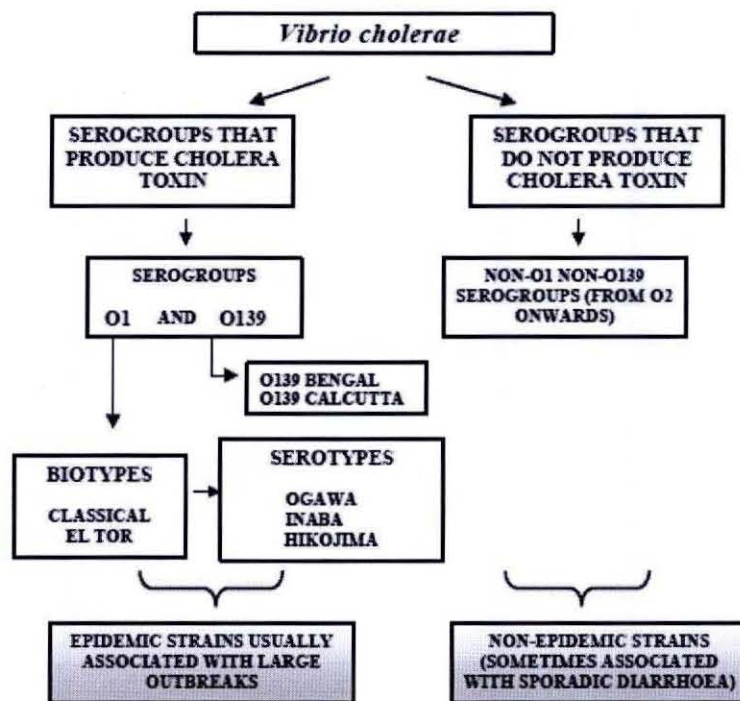 Vibrio cholerae
SEROGROUPS THAT
PRODUCE CHOLERA
TOXIN
SEROGROUPS THAT
DO NOT PRODUCE
CHOLERA TOXIN
SEROGROUPS
O1 AND O139
NON-O1 NON-O139
SEROGROUPS (FROM O2
ONWARDS)
O139 BENGAL
O139 CALCUTTA
BIOTYPES
CLASSICAL
EL TOR
SEROTYPES
OGAWA
INABA
HIKOJIMA
EPIDEMIC STRAINS USUALLY
ASSOCIATED WITH LARGE
OUTBREAKS
NON-EPIDEMIC STRAINS
(SOMETIMES ASSOCIATED
WITH SPORADIC DIARRHOEA)